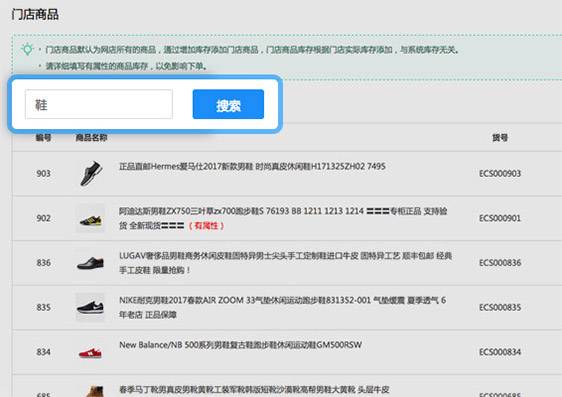 门店商品
· 门店商品默认为网店所有的商品，通过增加库存添加门店商品，门店商品库存根据门店实际库存添加，与系统库存无关。
· 请详细填写有属性的商品库存，以免影响下单。
鞋 搜索
编号 商品名称 货号
903 正品直邮Hermes爱马仕2017新款男鞋 时尚真皮休闲鞋H171325ZH02 7495 ECS000903
902 阿迪达斯男鞋ZX750三叶草zx700跑步鞋S 76193 BB 1211 1213 1214 〓〓〓专柜正品 支持验 ECS000901
货 全新现货〓〓〓（有属性）
836 LUGAV奢侈品男鞋商务休闲皮鞋固特异男士尖头手工定制鞋进口牛皮 固特异工艺 顺丰包邮 经典 ECS000836
手工皮鞋 限量抢购！
835 NIKE耐克男鞋2017春款AIR ZOOM 33气垫休闲运动跑步鞋831352-001 气垫缓震 夏季透气 6 ECS000835
年老店 正品保障
834 New Balance/NB 500系列男鞋复古鞋跑步鞋休闲运动鞋GM500RSW ECS000834
685 春季马丁靴男真皮男靴黄靴工装军靴韩版短靴沙漠靴高帮男鞋大黄靴 头层牛皮 ECS000685